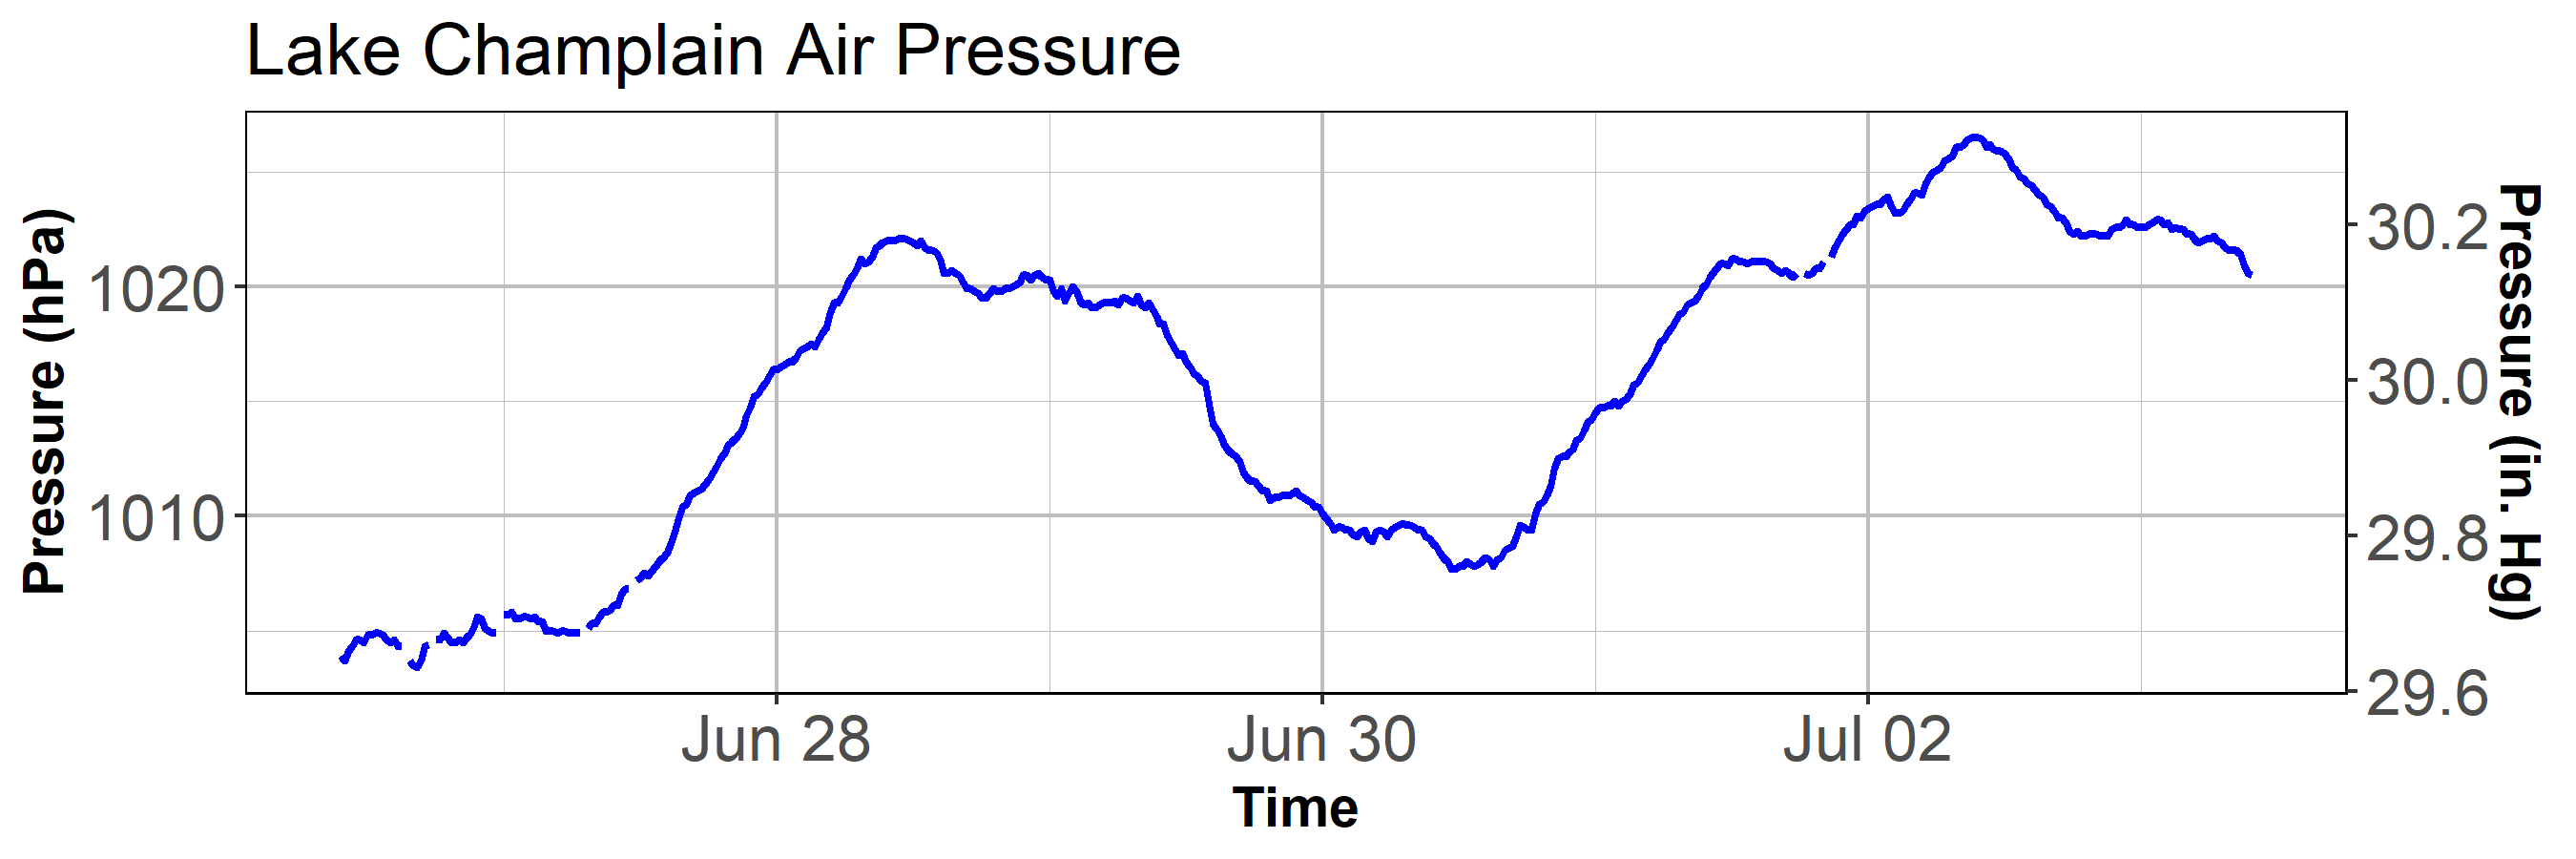 Lake Champlain Air Pressure
Pressure (hPa)
1020
1010
30.2
30.0
29.8
29.6
Pressure (in. Hg)
Jun 28
Jun 30
Jul 02
Time